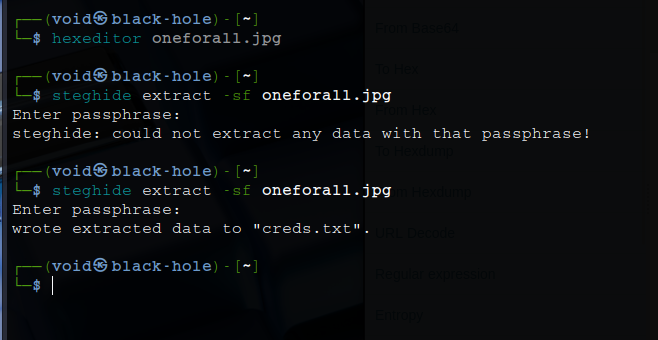 ┌──(void㉿black-hole)-[~]
└─$ hexeditor oneforall.jpg
┌──(void㉿black-hole)-[~]
└─$ steghide extract -sf oneforall.jpg
Enter passphrase:
steghide: could not extract any data with that passphrase!
┌──(void㉿black-hole)-[~]
└─$ steghide extract -sf oneforall.jpg
Enter passphrase:
wrote extracted data to "creds.txt".
┌──(void㉿black-hole)-[~]
└─$
From Base64
To Hex
From Hex
To Hexdump
From Hexdump
URL Decode
Regular expression
Entropy